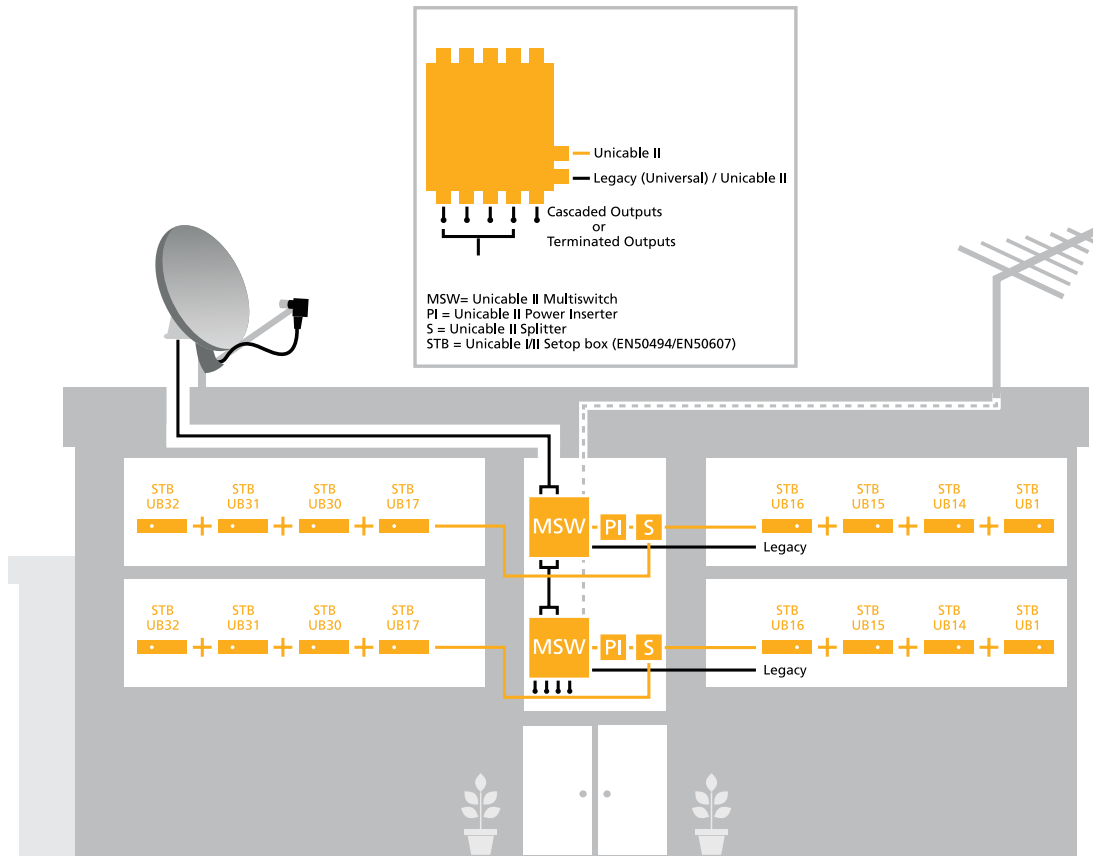 Unicable II
Legacy (Universal) / Unicable II
Cascaded Outputs
or
Terminated Outputs
MSW= Unicable II Multiswitch
PI = Unicable II Power Inserter
S = Unicable II Splitter
STB = Unicable I/II Setop box (EN50494/EN50607)
STB UB32
STB UB31
STB UB30
STB UB17
MSW
PI
S
STB UB16
STB UB15
STB UB14
STB UB1
Legacy
STB UB32
STB UB31
STB UB30
STB UB17
MSW
PI
S
STB UB16
STB UB15
STB UB14
STB UB1
Legacy